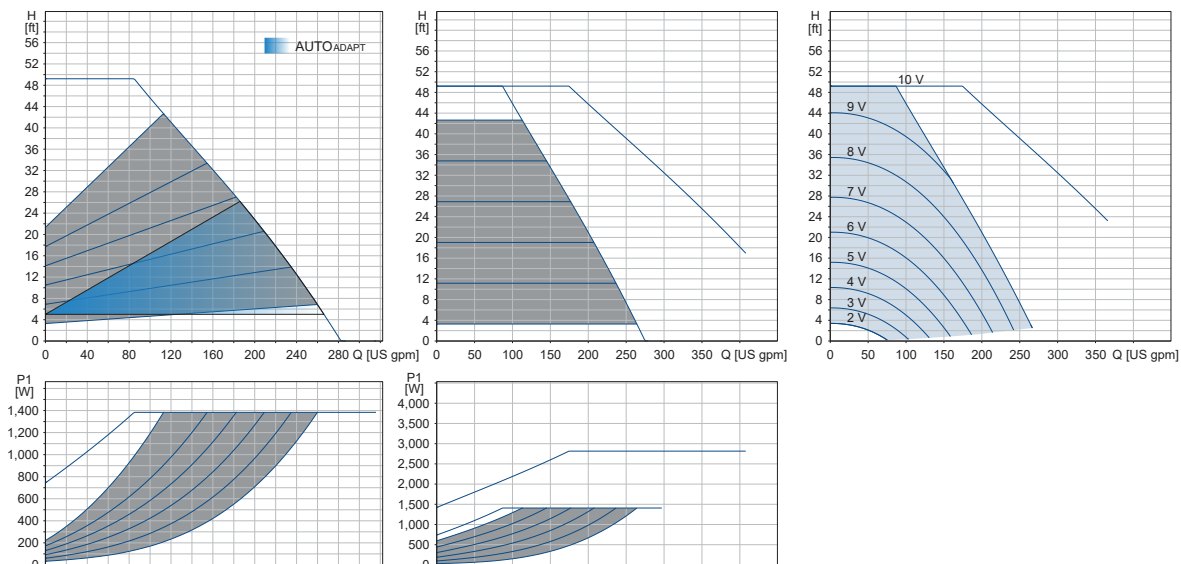 H
[ft]
56
52
48
44
40
36
32
28
24
20
16
12
8
4
0
AUTOADAPT
0 40 80 120 160 200 240 280 Q [US gpm]
H
[ft]
56
52
48
44
40
36
32
28
24
20
16
12
8
4
0
0 50 100 150 200 250 300 350 Q [US gpm]
H
[ft]
56
52
48
44
40
36
32
28
24
20
16
12
8
4
0
10 V
9 V
8 V
7 V
6 V
5 V
4 V
3 V
2 V
0 50 100 150 200 250 300 350 Q [US gpm]
P1
[W]
1,400
1,200
1,000
800
600
400
200
0
P1
[W]
4,000
3,500
3,000
2,500
2,000
1,500
1,000
500
0